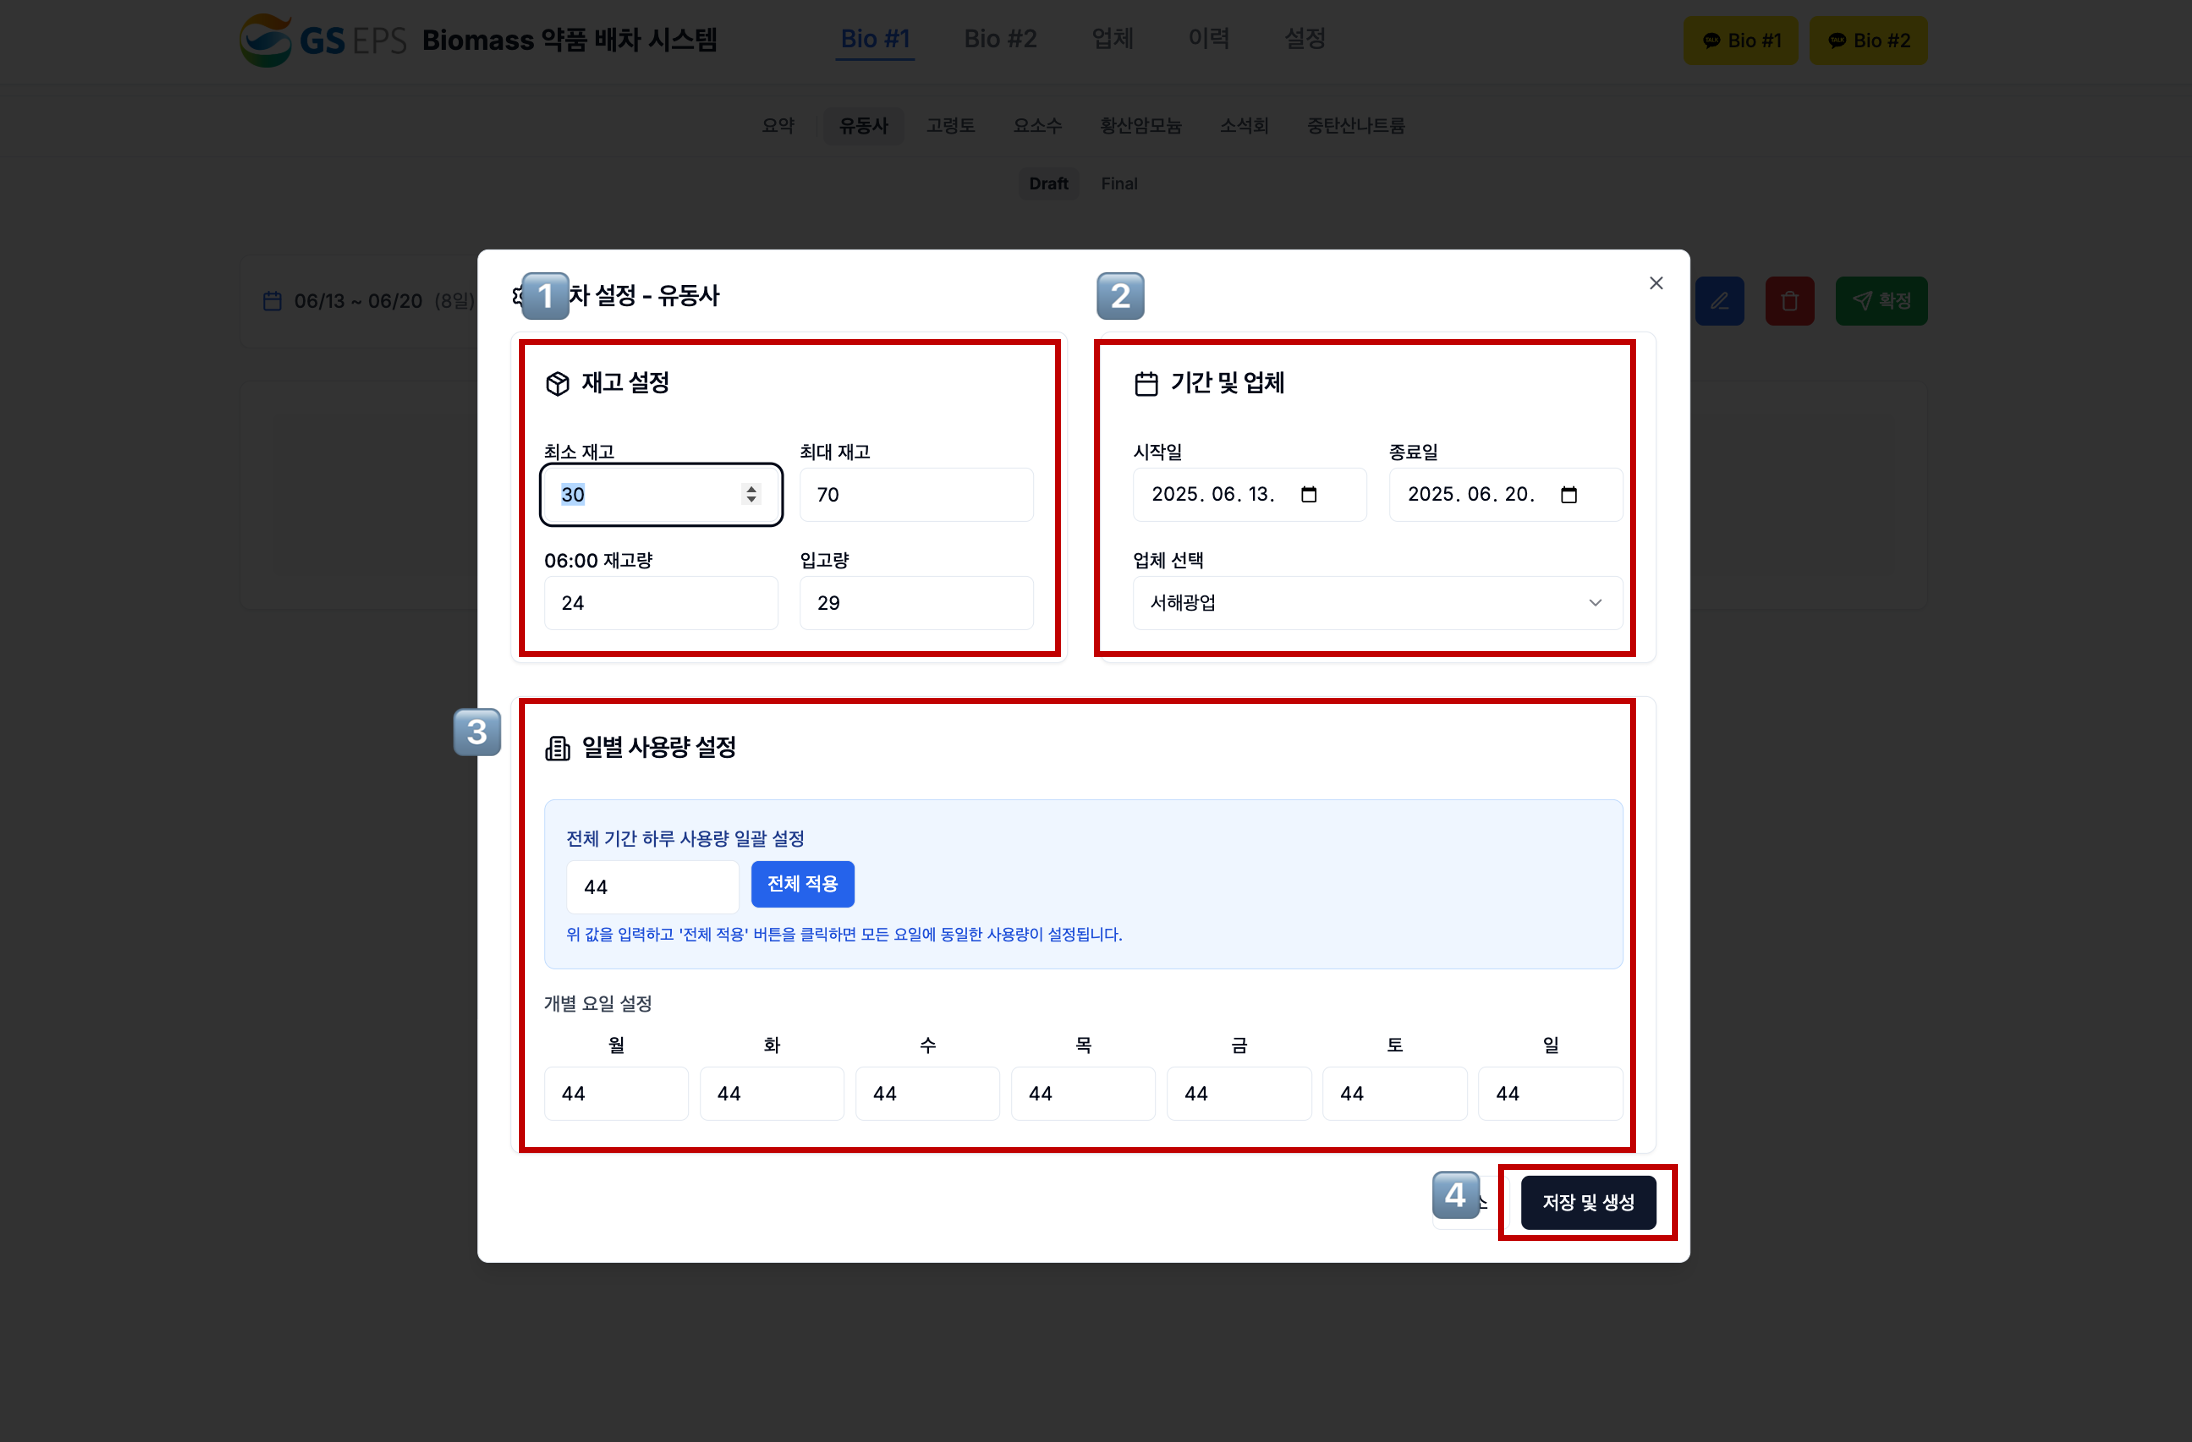 GS EPS Biomass 약품 배차 시스템
Bio #1 Bio #2 업체 이력 설정
TALK Bio #1 TALK Bio #2
요약 유동사 고령토 요소수 황산암모늄 소석회 중탄산나트륨
Draft Final
06/13 ~ 06/20 (8일)
확정
1 차 설정 - 유동사
2
재고 설정
최소 재고 최대 재고
30 70
06:00 재고량 입고량
24 29
기간 및 업체
시작일 종료일
2025. 06. 13. 2025. 06. 20.
업체 선택
서해광업
3
일별 사용량 설정
전체 기간 하루 사용량 일괄 설정
44 전체 적용
위 값을 입력하고 '전체 적용' 버튼을 클릭하면 모든 요일에 동일한 사용량이 설정됩니다.
개별 요일 설정
월 화 수 목 금 토 일
44 44 44 44 44 44 44
4 저장 및 생성